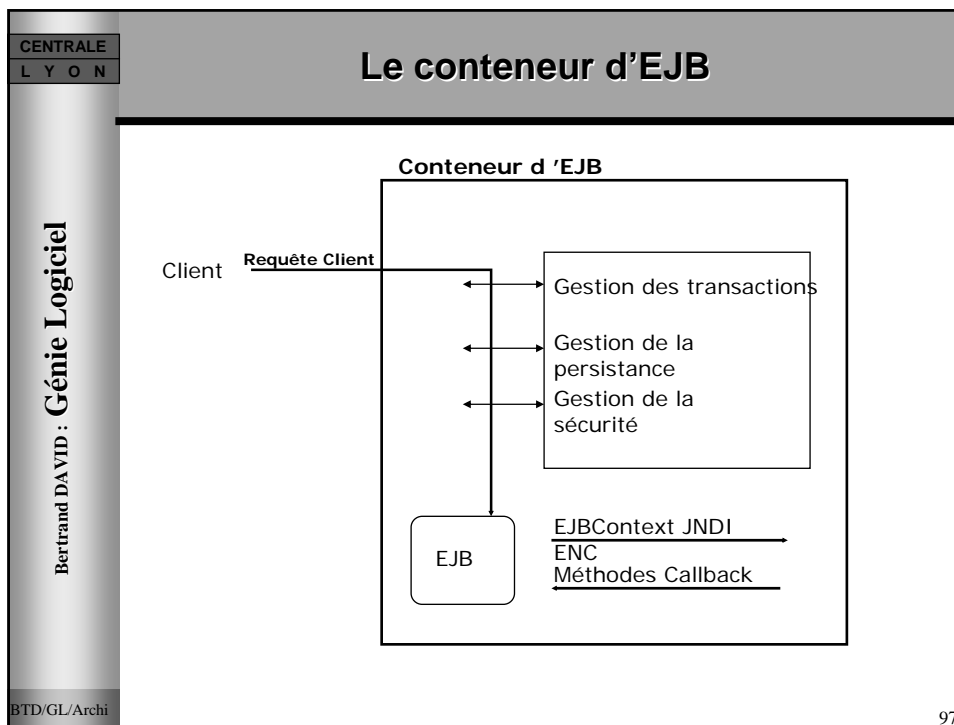 CENTRALE
L Y O N
Le conteneur d'EJB
Bertrand DAVID : Génie Logiciel
Conteneur d 'EJB
Client
Requête Client
Gestion des transactions
Gestion de la
persistance
Gestion de la
sécurité
EJB
EJBContext JNDI
ENC
Méthodes Callback
BTD/GL/Archi
97